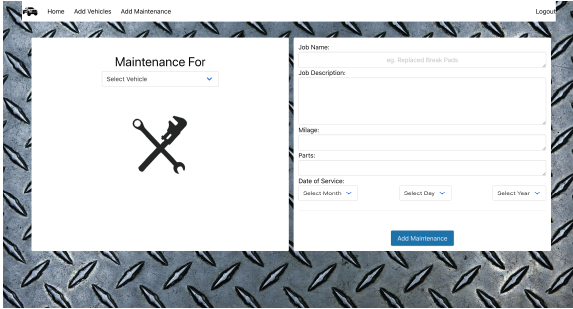 Home Add Vehicles Add Maintenance Logout
Maintenance For
Select Vehicle
Job Name:
eg. Replaced Break Pads
Job Description:
Milage:
Parts:
Date of Service:
Select Month Select Day Select Year
Add Maintenance